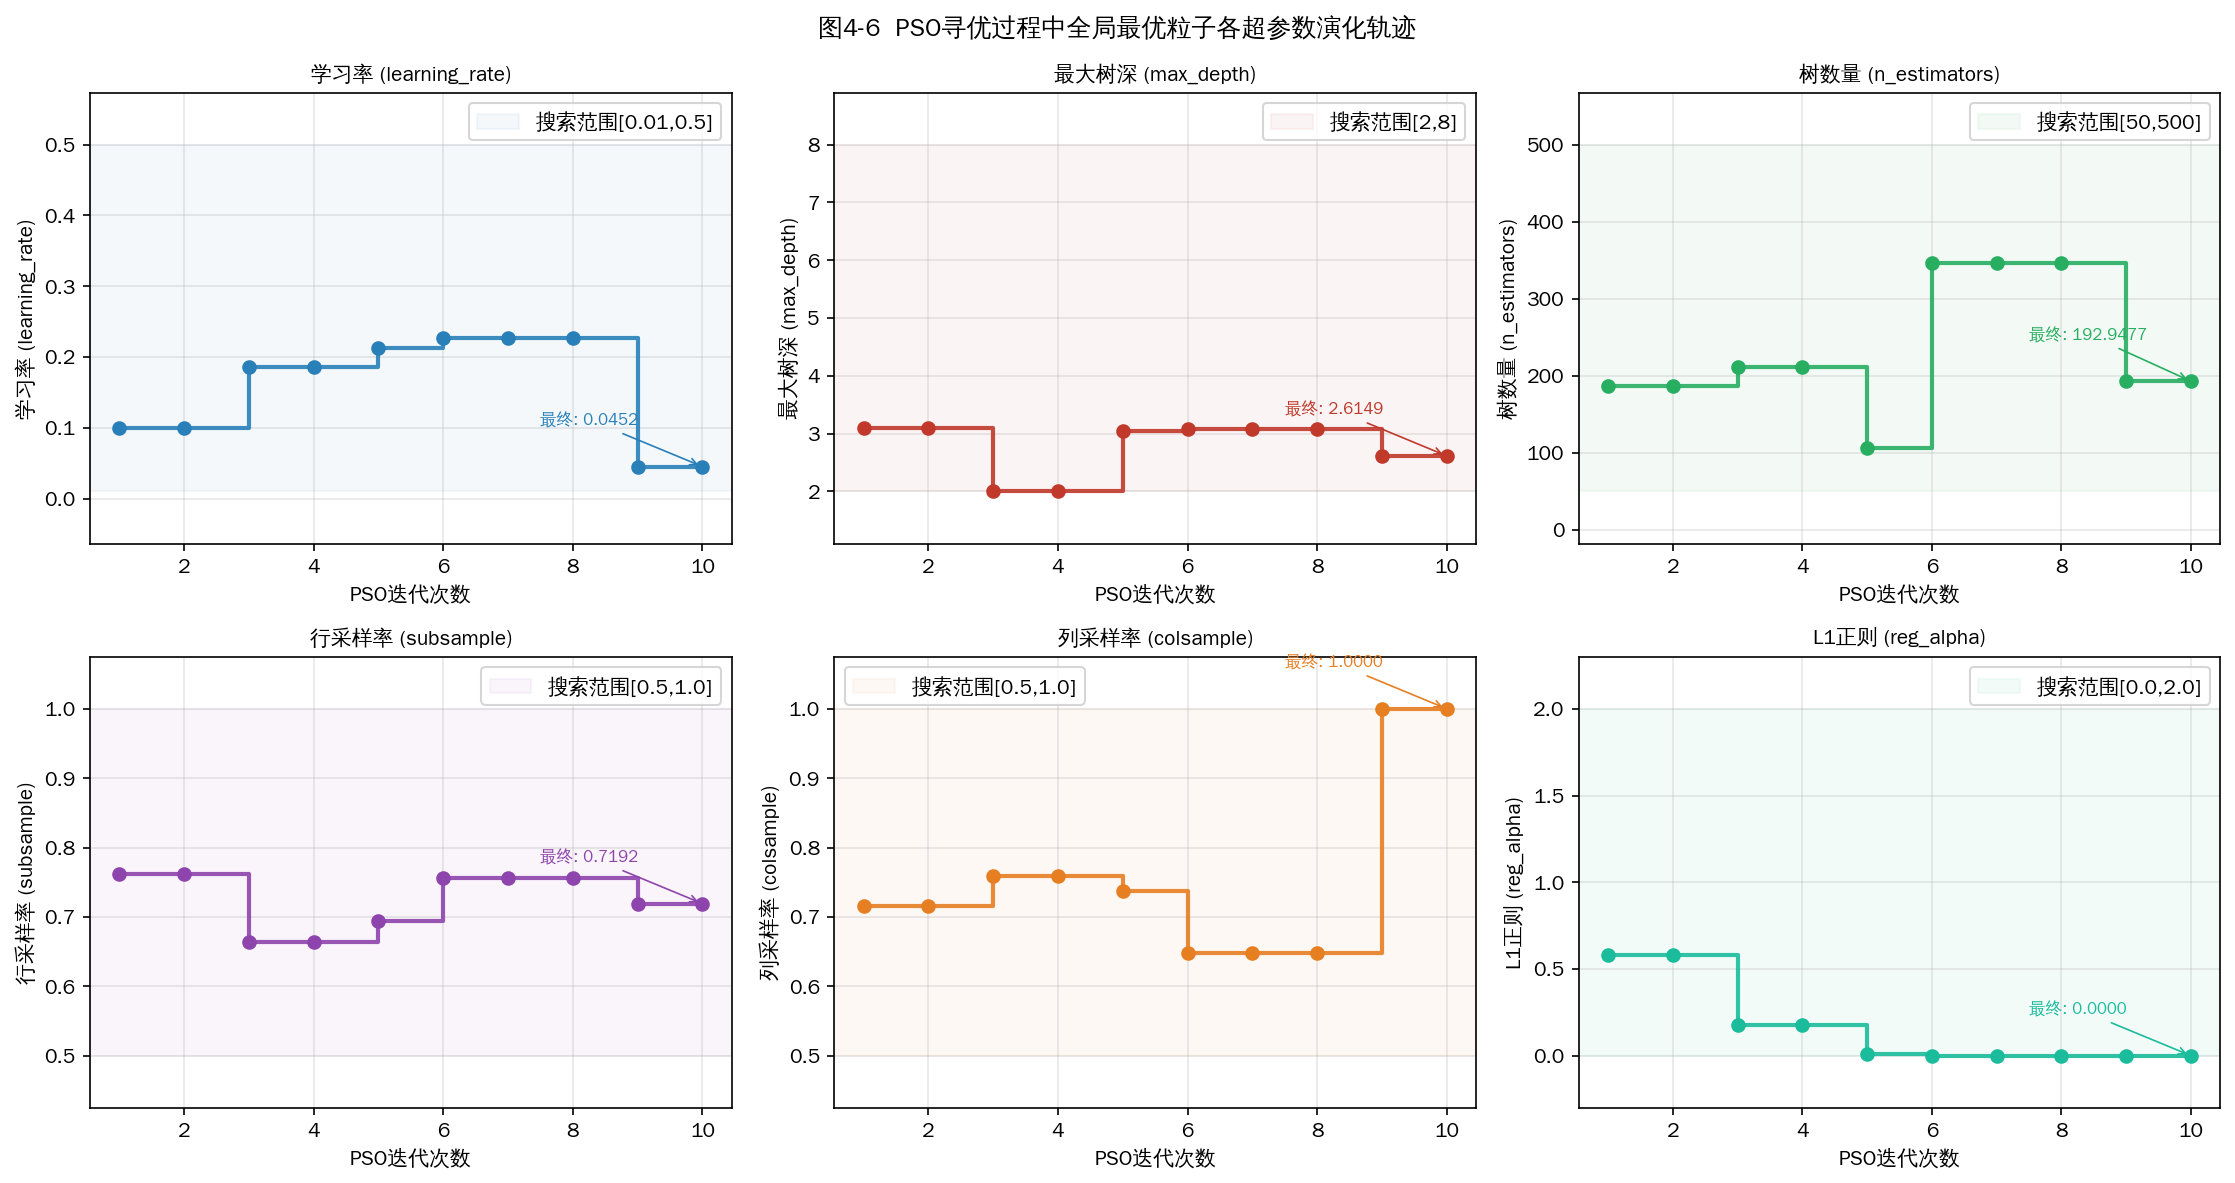 图4-6 PSO寻优过程中全局最优粒子各超参数演化轨迹
学习率 (learning_rate)
搜索范围[0.01,0.5]
学习率 (learning_rate)
0.5
0.4
0.3
0.2
0.1
0.0
最终: 0.0452
2 4 6 8 10
PSO迭代次数
最大树深 (max_depth)
搜索范围[2,8]
最大树深 (max_depth)
8
7
6
5
4
3
2
最终: 2.6149
2 4 6 8 10
PSO迭代次数
树数量 (n_estimators)
搜索范围[50,500]
树数量 (n_estimators)
500
400
300
200
100
0
最终: 192.9477
2 4 6 8 10
PSO迭代次数
行采样率 (subsample)
搜索范围[0.5,1.0]
行采样率 (subsample)
1.0
0.9
0.8
0.7
0.6
0.5
最终: 0.7192
2 4 6 8 10
PSO迭代次数
列采样率 (colsample)
最终: 1.0000
搜索范围[0.5,1.0]
列采样率 (colsample)
1.0
0.9
0.8
0.7
0.6
0.5
2 4 6 8 10
PSO迭代次数
L1正则 (reg_alpha)
搜索范围[0.0,2.0]
L1正则 (reg_alpha)
2.0
1.5
1.0
0.5
0.0
最终: 0.0000
2 4 6 8 10
PSO迭代次数